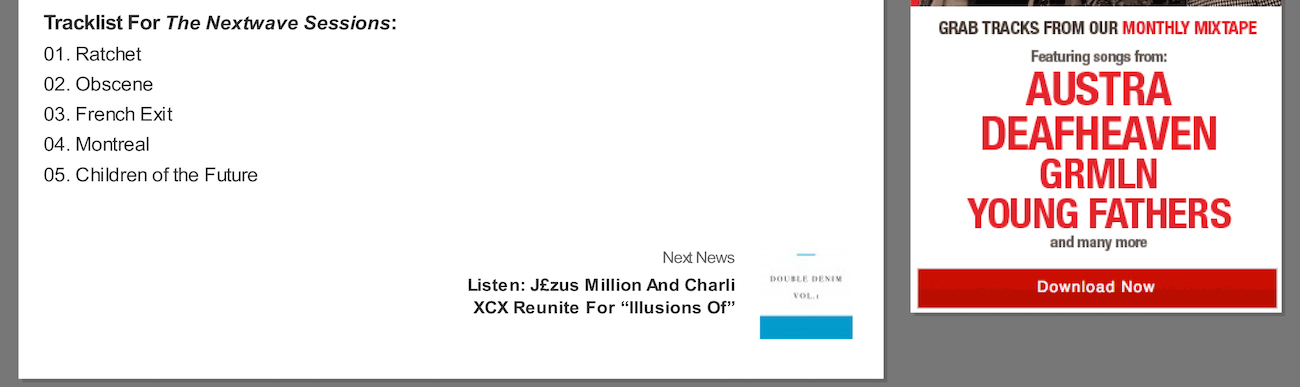 Tracklist For The Nextwave Sessions:
01. Ratchet
02. Obscene
03. French Exit
04. Montreal
05. Children of the Future
Next News
Listen: J£zus Million And Charli
XCX Reunite For “Illusions Of”
DOUBLE DENIM
VOL.1
GRAB TRACKS FROM OUR MONTHLY MIXTAPE
Featuring songs from:
AUSTRA
DEAFHEAVEN
GRMLN
YOUNG FATHERS
and many more
Download Now